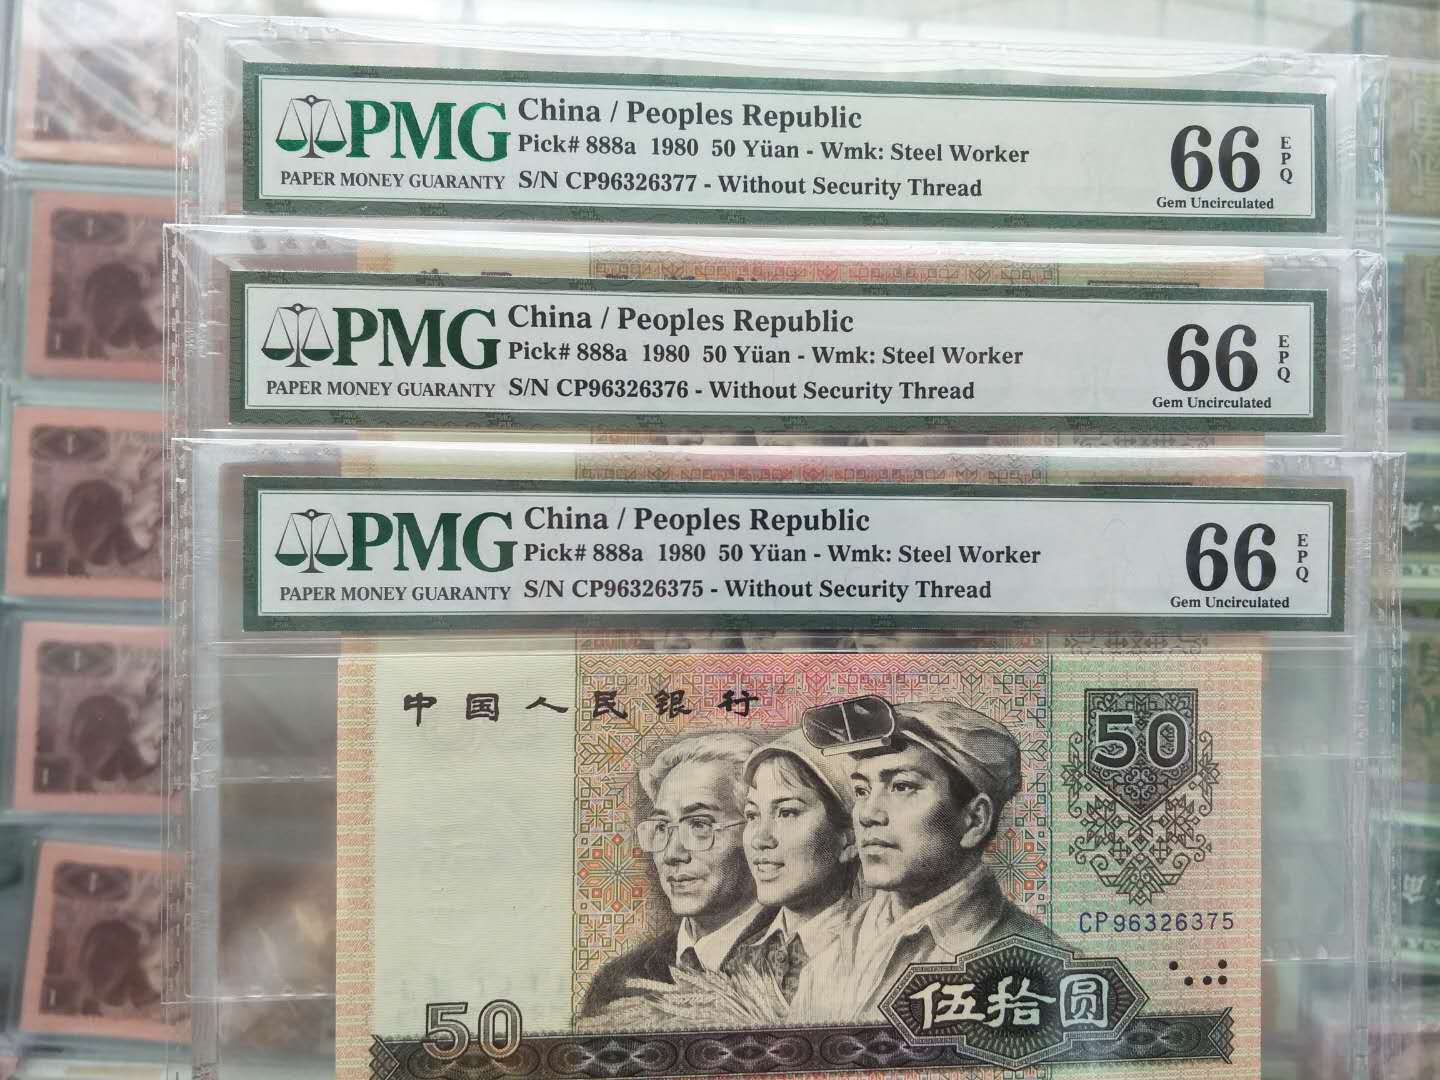 PMG
PAPER MONEY GUARANTY
China / Peoples Republic
Pick# 888a 1980 50 Yüan - Wmk: Steel Worker
S/N CP96326377 - Without Security Thread
66
EPQ
Gem Uncirculated
PMG
PAPER MONEY GUARANTY
China / Peoples Republic
Pick# 888a 1980 50 Yüan - Wmk: Steel Worker
S/N CP96326376 - Without Security Thread
66
EPQ
Gem Uncirculated
PMG
PAPER MONEY GUARANTY
China / Peoples Republic
Pick# 888a 1980 50 Yüan - Wmk: Steel Worker
S/N CP96326375 - Without Security Thread
66
EPQ
Gem Uncirculated
中国人民银行
50
CP96326375
伍拾圆
50